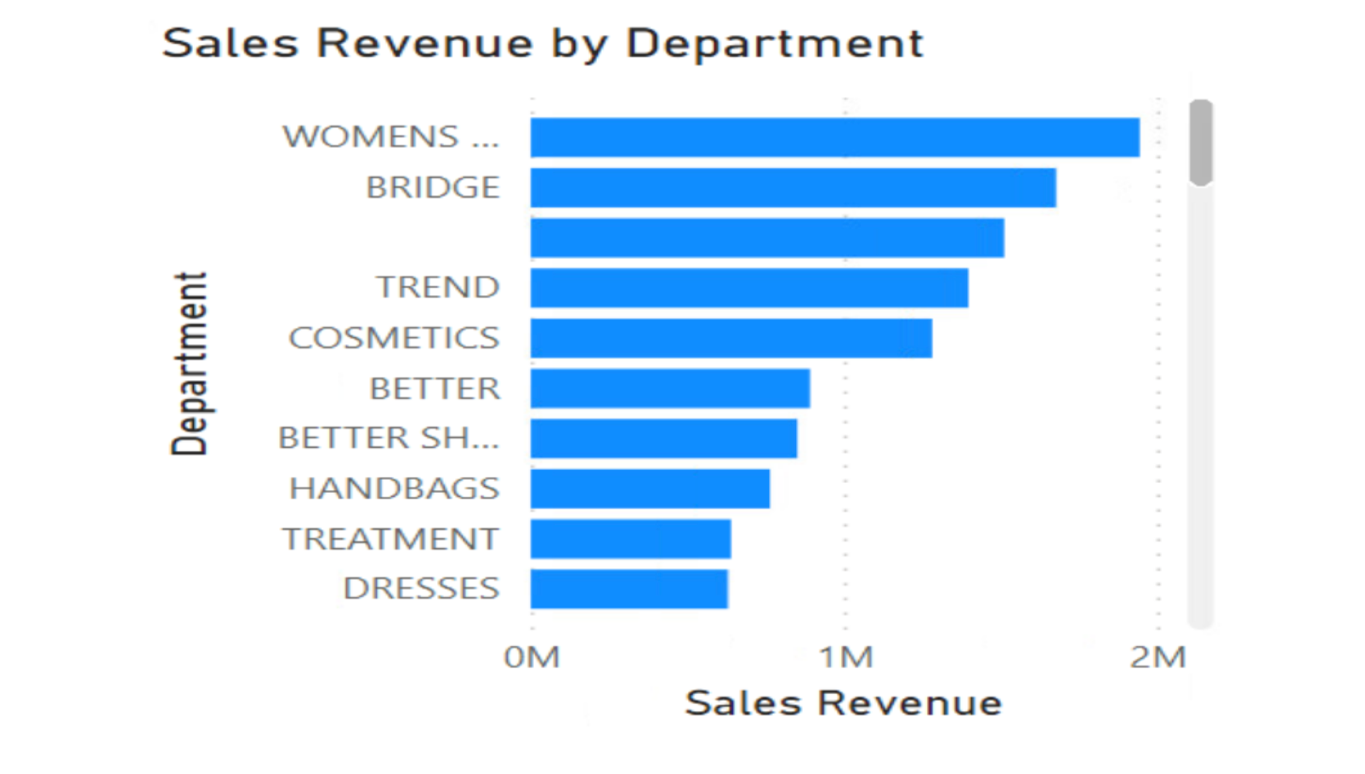 Sales Revenue by Department
Department
WOMENS ...
BRIDGE
TREND
COSMETICS
BETTER
BETTER SH...
HANDBAGS
TREATMENT
DRESSES
0M 1M 2M
Sales Revenue